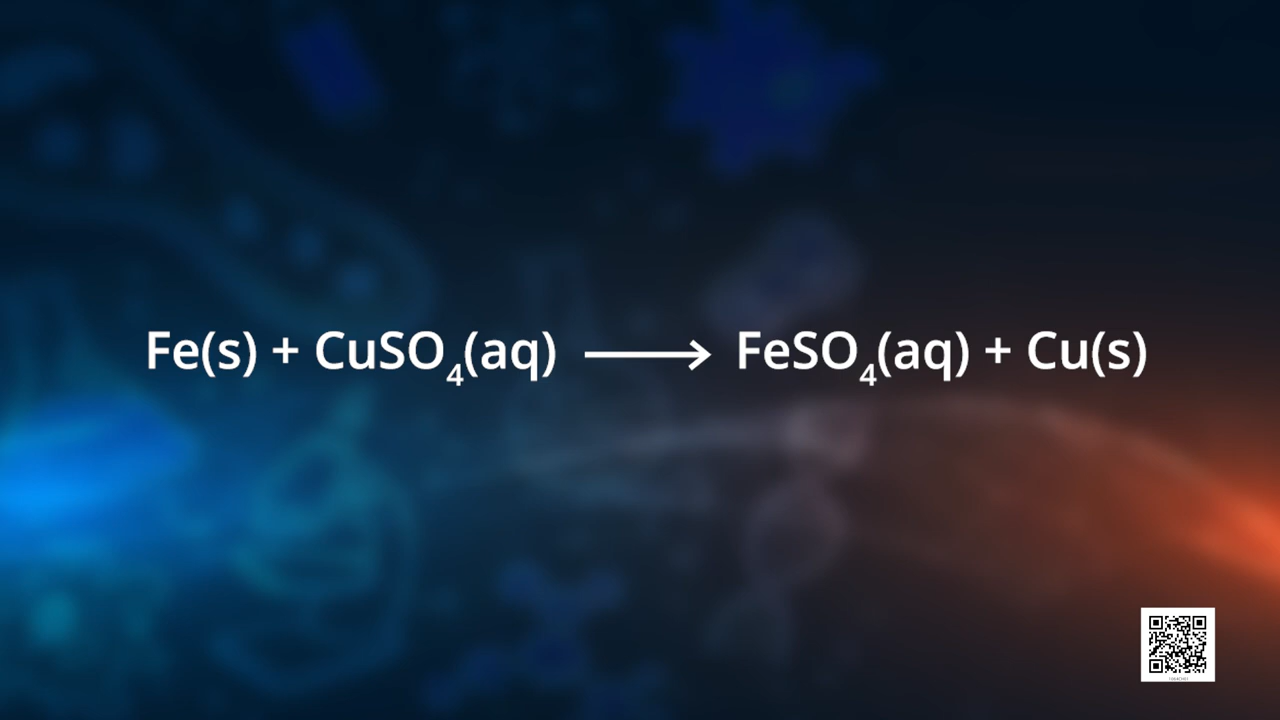 Fe(s) + CuSO₄(aq) ⟶ FeSO₄(aq) + Cu(s)